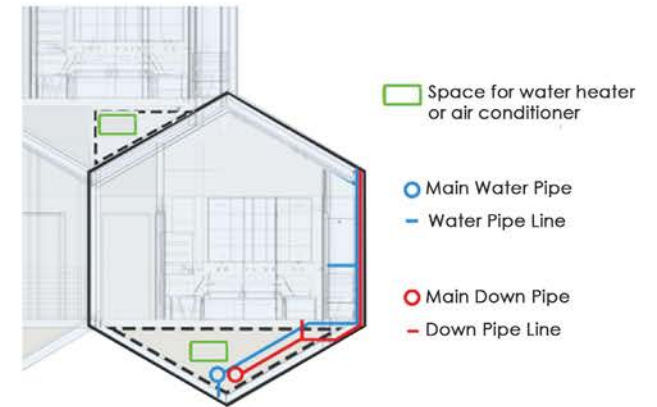 Space for water heater
or air conditioner
Main Water Pipe
Water Pipe Line
Main Down Pipe
Down Pipe Line